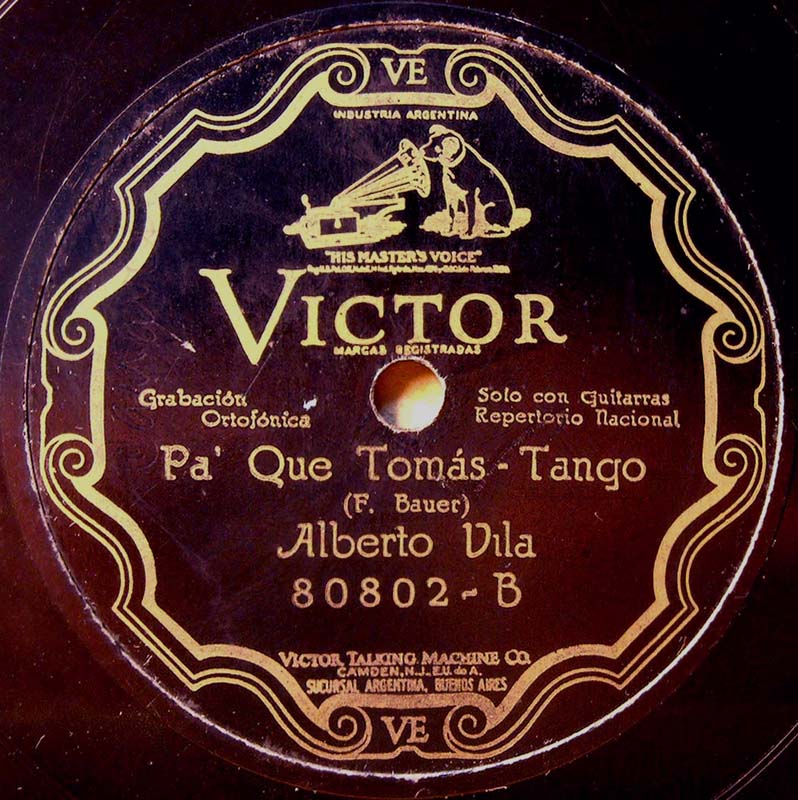 VE
INDUSTRIA ARGENTINA
"HIS MASTER'S VOICE"
VICTOR
MARCAS REGISTRADAS
Grabación Ortofónica
Solo con Guitarras
Repertorio Nacional
Pa' Que Tomás - Tango
(F. Bauer)
Alberto Vila
80802-B
VICTOR TALKING MACHINE CO.
CAMDEN, N.J., E.U. de A.
SUCURSAL ARGENTINA, BUENOS AIRES
VE